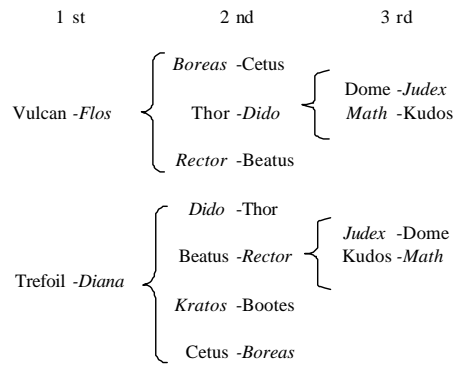 1 st 2 nd 3 rd
Boreas -Cetus
Dome -Judex
Vulcan -Flos Thor -Dido Math -Kudos
Rector -Beatus
Dido -Thor
Judex -Dome
Beatus -Rector Kudos -Math
Trefoil -Diana
Kratos -Bootes
Cetus -Boreas